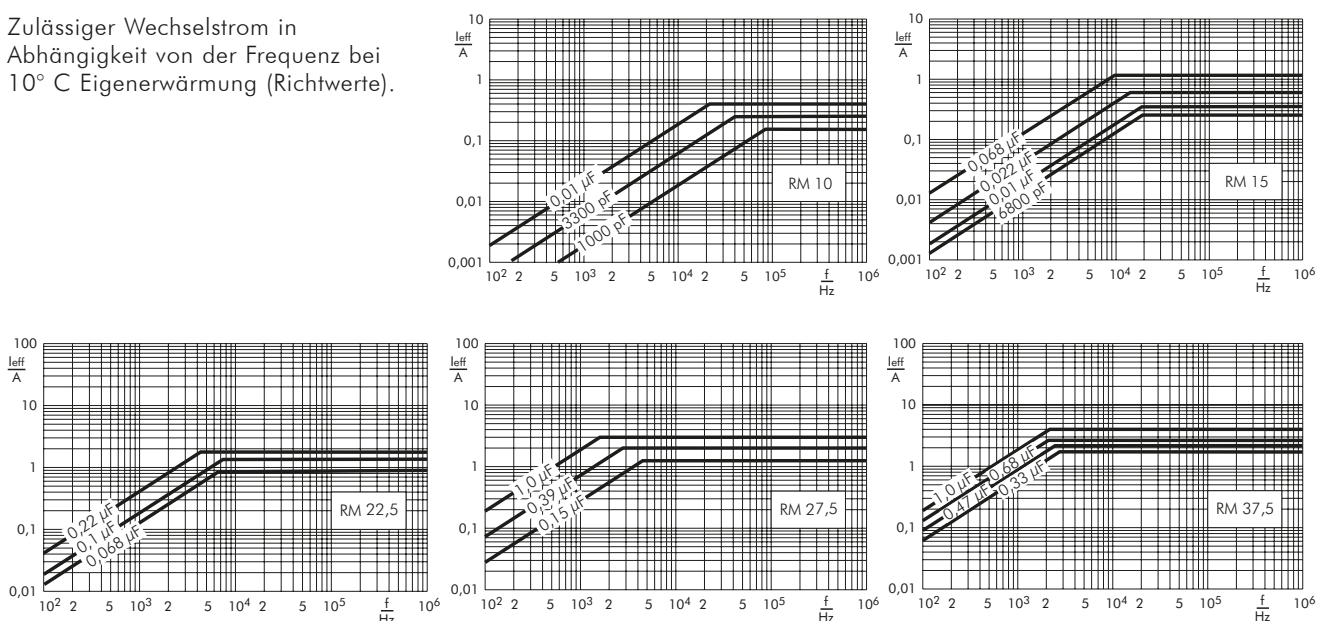 Zulässiger Wechselstrom in
Abhängigkeit von der Frequenz bei
10° C Eigenerwärmung (Richtwerte).
10
Ieff
A
1
0,1
0,01
0,001
0,01 µF
3300 pF
1000 pF
RM 10
10² 2 5 10³ 2 5 10⁴ 2 5 10⁵ f 10⁶
Hz
10
Ieff
A
1
0,1
0,01
0,001
0,068 µF
0,022 µF
0,01 µF
6800 pF
RM 15
10² 2 5 10³ 2 5 10⁴ 2 5 10⁵ f 10⁶
Hz
100
Ieff
A
10
1
0,1
0,01
0,22 µF
0,1 µF
0,068 µF
RM 22,5
10² 2 5 10³ 2 5 10⁴ 2 5 10⁵ 2 f 10⁶
Hz
100
Ieff
A
10
1
0,1
0,01
1,0 µF
0,39 µF
0,15 µF
RM 27,5
10² 2 5 10³ 2 5 10⁴ 2 5 10⁵ f 10⁶
Hz
100
Ieff
A
10
1
0,1
0,01
1,0 µF
0,68 µF
0,47 µF
0,33 µF
RM 37,5
10² 2 5 10³ 2 5 10⁴ 2 5 10⁵ f 10⁶
Hz